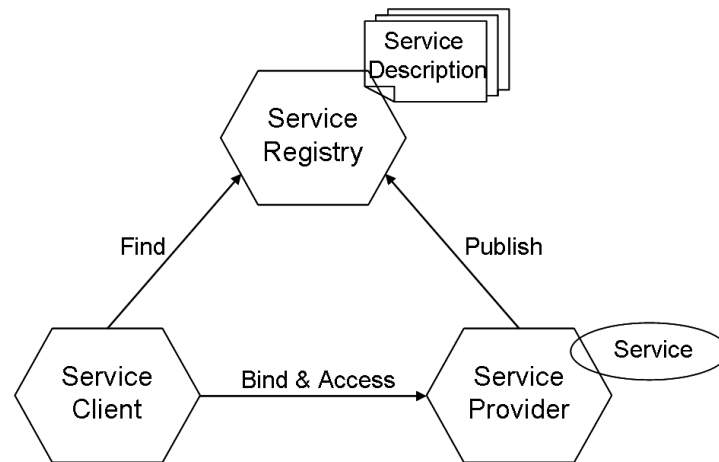 Service
Description
Service
Registry
Find
Publish
Service
Client
Bind & Access
Service
Provider
Service